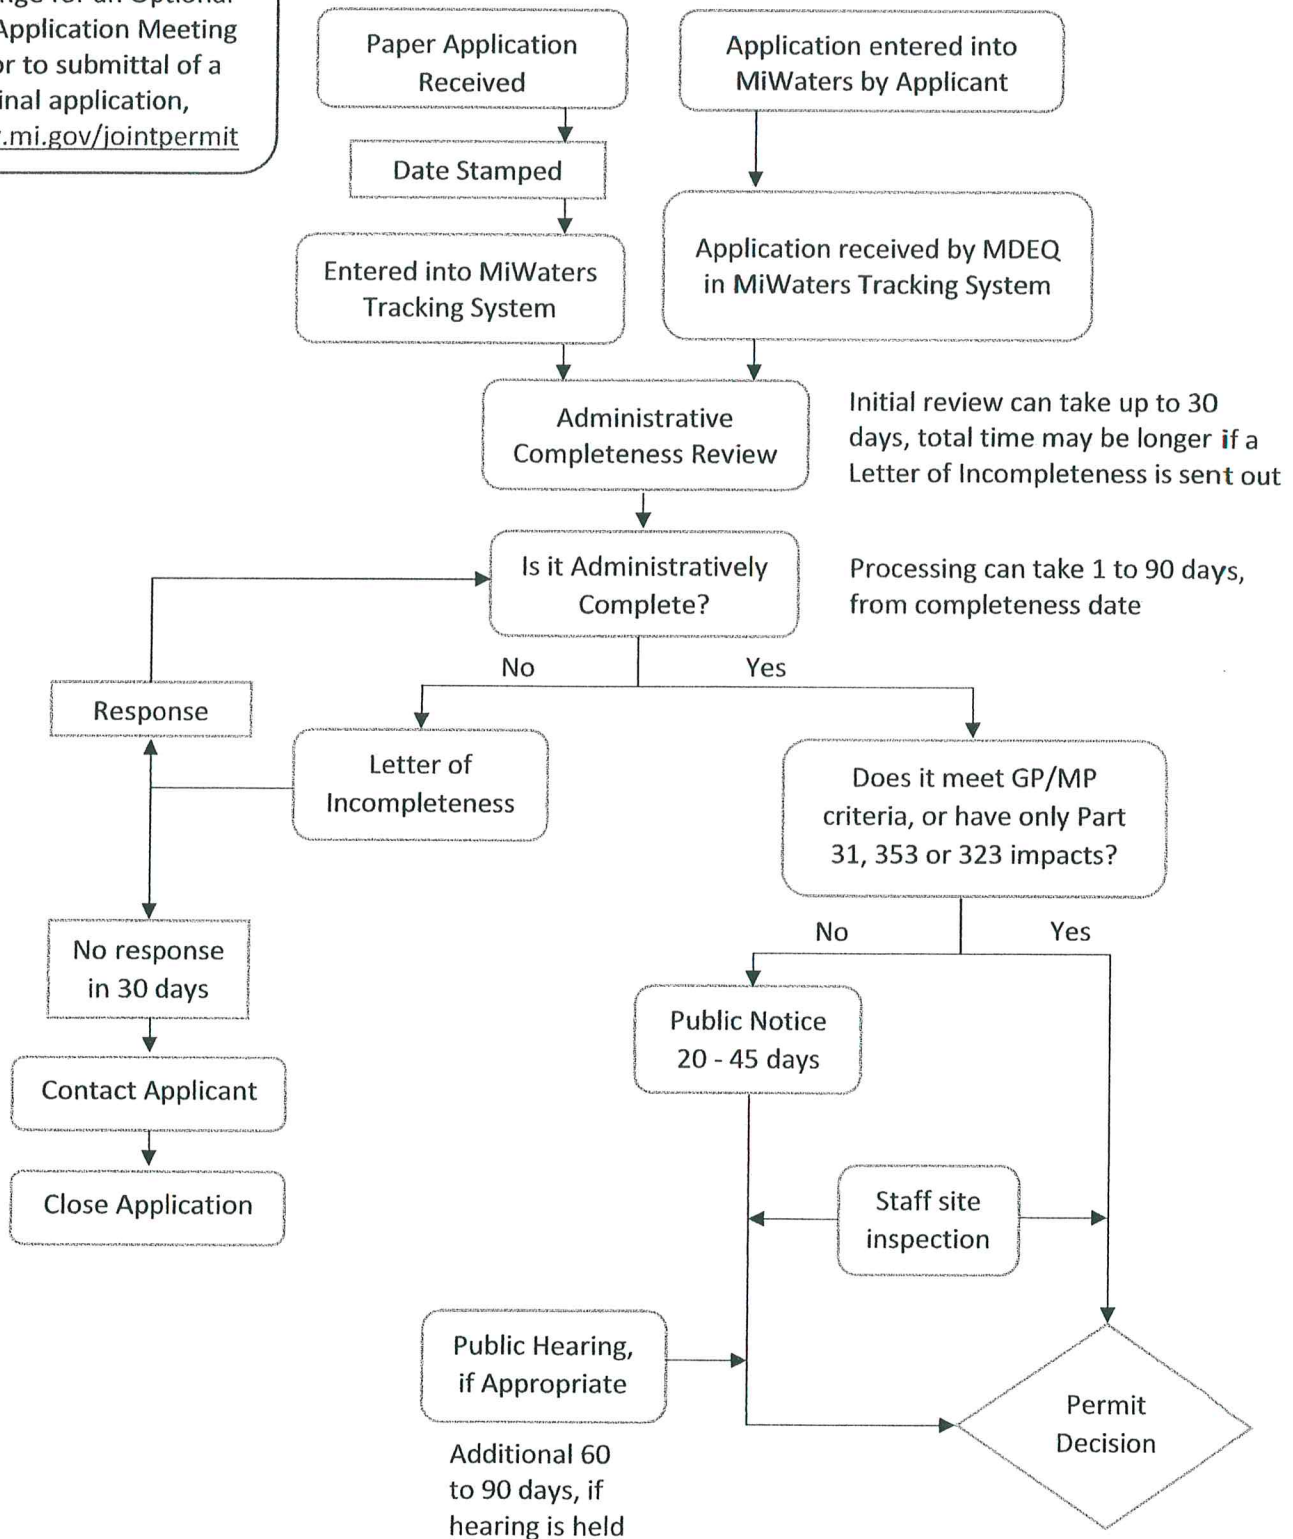 for an Optional
Application Meeting
to submittal of a
application,
.mi.gov/jointpermit
Paper Application
Received
Application entered into
MiWaters by Applicant
Date Stamped
Entered into MiWaters
Tracking System
Application received by MDEQ
in MiWaters Tracking System
Administrative
Completeness Review
Initial review can take up to 30
days, total time may be longer if a
Letter of Incompleteness is sent out
Is it Administratively
Complete?
Processing can take 1 to 90 days,
from completeness date
No
Yes
Response
Letter of
Incompleteness
Does it meet GP/MP
criteria, or have only Part
31, 353 or 323 impacts?
No response
in 30 days
No
Yes
Public Notice
20 - 45 days
Contact Applicant
Close Application
Staff site
inspection
Public Hearing,
if Appropriate
Permit
Decision
Additional 60
to 90 days, if
hearing is held